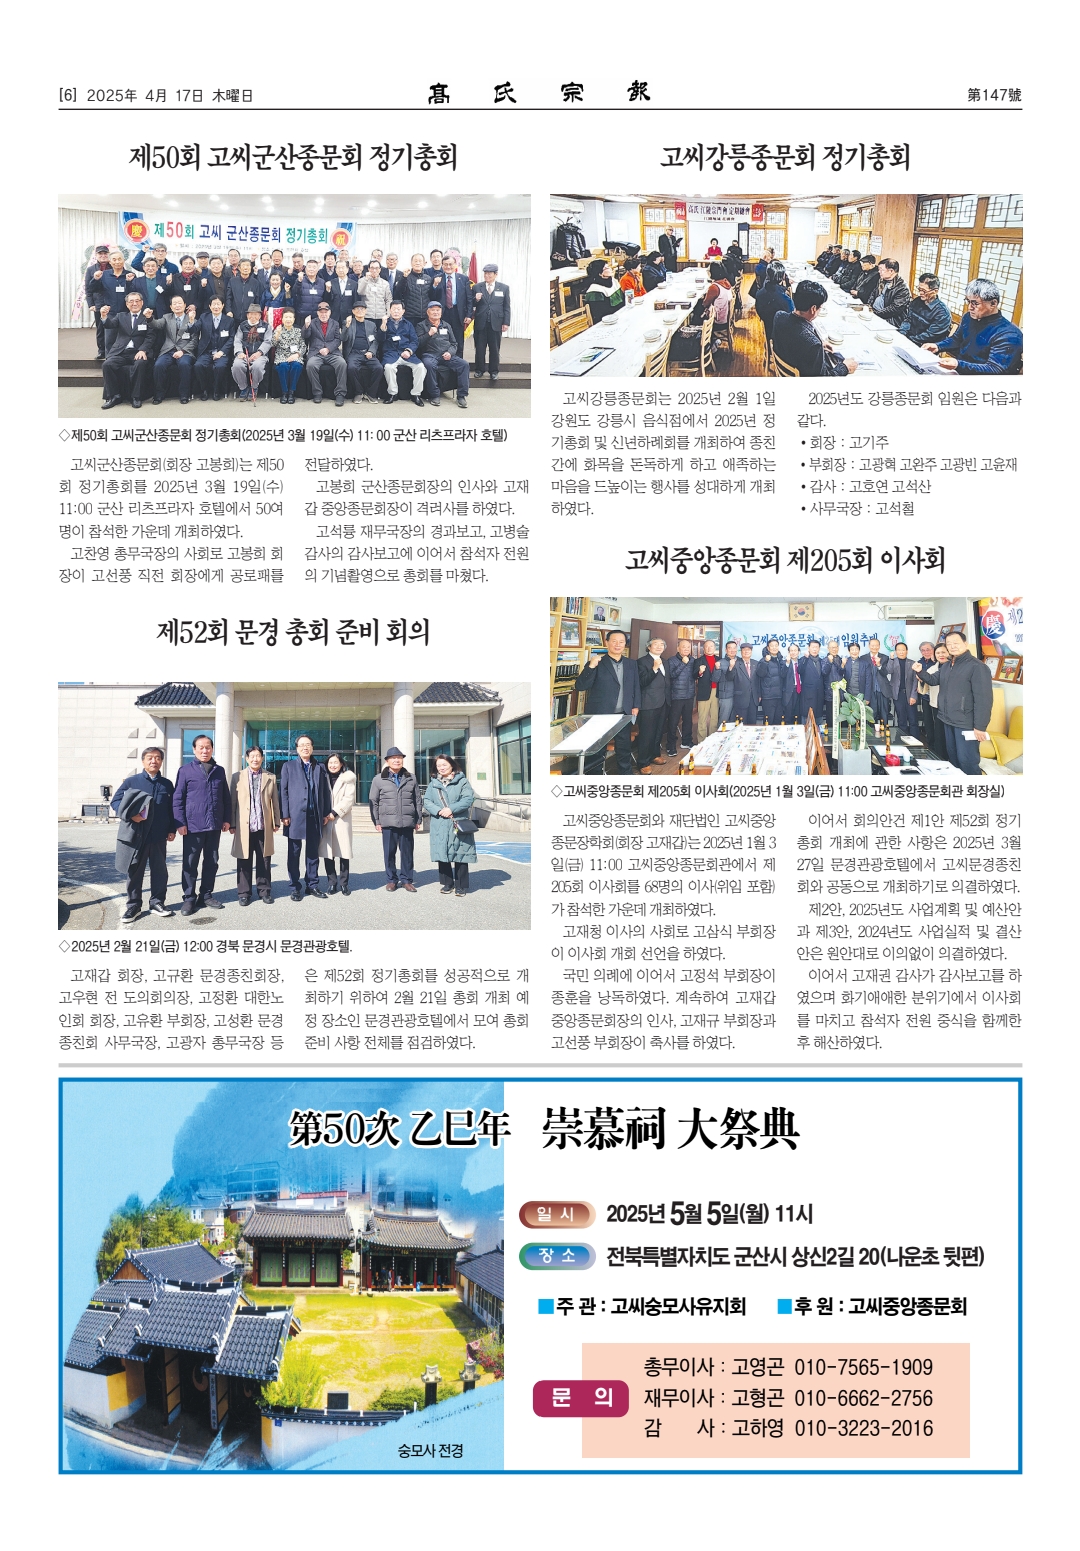 [6] 2025年 4月 17日 木曜日
髙氏宗報
第147號
제50회 고씨군산종문회 정기총회
慶
제50회 고씨 군산종문회 정기총회
祝
◇제50회 고씨군산종문회 정기총회(2025년 3월 19일(수) 11: 00 군산 리츠프라자 호텔)
고씨군산종문회(회장 고봉희)는 제50
회 정기총회를 2025년 3월 19일(수)
11:00 군산 리츠프라자 호텔에서 50여
명이 참석한 가운데 개최하였다.
고찬영 총무국장의 사회로 고봉희 회
장이 고선풍 직전 회장에게 공로패를
전달하였다.
고봉희 군산종문회장의 인사와 고재
갑 중앙종문회장이 격려사를 하였다.
고석륭 재무국장의 경과보고, 고병술
감사의 감사보고에 이어서 참석자 전원
의 기념촬영으로 총회를 마쳤다.
제52회 문경 총회 준비 회의
◇2025년 2월 21일(금) 12:00 경북 문경시 문경관광호텔.
고재갑 회장, 고규환 문경종친회장,
고우현 전 도의회의장, 고정환 대한노
인회 회장, 고유환 부회장, 고성환 문경
종친회 사무국장, 고광자 총무국장 등
은 제52회 정기총회를 성공적으로 개
최하기 위하여 2월 21일 총회 개최 예
정 장소인 문경관광호텔에서 모여 총회
준비 사항 전체를 점검하였다.
고씨강릉종문회 정기총회
高氏 江陵宗門會 定期總會
고씨강릉종문회는 2025년 2월 1일
강원도 강릉시 음식점에서 2025년 정
기총회 및 신년하례회를 개최하여 종친
간에 화목을 돈독하게 하고 애족하는
마음을 드높이는 행사를 성대하게 개최
하였다.
2025년도 강릉종문회 임원은 다음과
같다.
• 회장 : 고기주
• 부회장 : 고광혁 고완주 고광빈 고윤재
• 감사 : 고호연 고석산
• 사무국장 : 고석철
고씨중앙종문회 제205회 이사회
고씨중앙종문회
慶
◇고씨중앙종문회 제205회 이사회(2025년 1월 3일(금) 11:00 고씨중앙종문회관 회장실)
고씨중앙종문회와 재단법인 고씨중앙
종문장학회(회장 고재갑)는 2025년 1월 3
일(금) 11:00 고씨중앙종문회관에서 제
205회 이사회를 68명의 이사(위임 포함)
가 참석한 가운데 개최하였다.
고재청 이사의 사회로 고삼식 부회장
이 이사회 개회 선언을 하였다.
국민 의례에 이어서 고정석 부회장이
종훈을 낭독하였다. 계속하여 고재갑
중앙종문회장의 인사, 고재규 부회장과
고선풍 부회장이 축사를 하였다.
이어서 회의안건 제1안 제52회 정기
총회 개최에 관한 사항은 2025년 3월
27일 문경관광호텔에서 고씨문경종친
회와 공동으로 개최하기로 의결하였다.
제2안, 2025년도 사업계획 및 예산안
과 제3안, 2024년도 사업실적 및 결산
안은 원안대로 이의없이 의결하였다.
이어서 고재권 감사가 감사보고를 하
였으며 화기애애한 분위기에서 이사회
를 마치고 참석자 전원 중식을 함께한
후 해산하였다.
第50次 乙巳年 崇慕祠 大祭典
일 시 2025년 5월 5일(월) 11시
장 소 전북특별자치도 군산시 상신2길 20(나운초 뒷편)
■주 관 : 고씨숭모사유지회 ■후 원 : 고씨중앙종문회
문 의
총무이사 : 고영곤 010-7565-1909
재무이사 : 고형곤 010-6662-2756
감 사 : 고하영 010-3223-2016
숭모사 전경